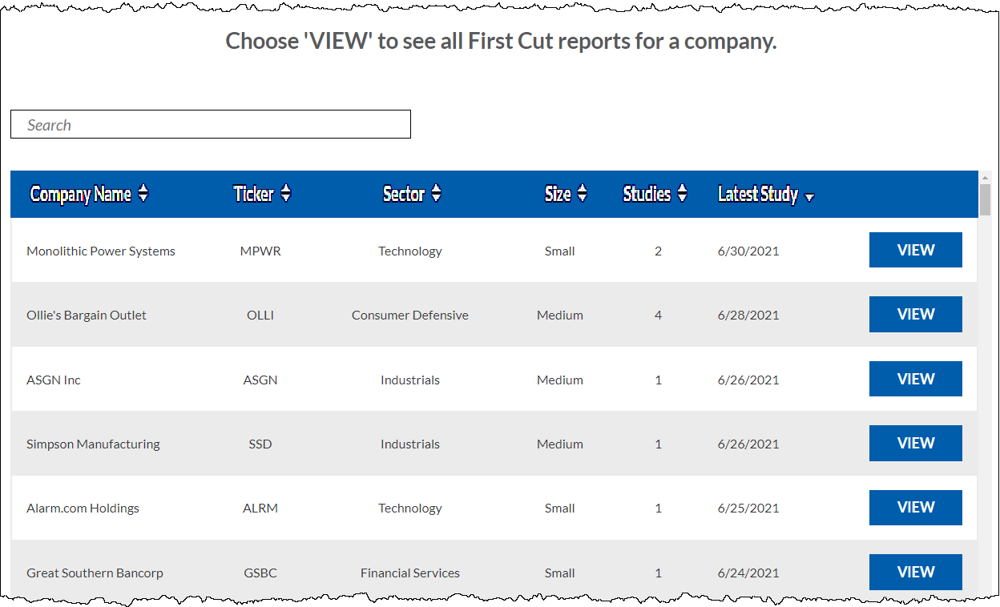 Choose 'VIEW' to see all First Cut reports for a company.
Search
Company Name Ticker Sector Size Studies Latest Study
Monolithic Power Systems MPWR Technology Small 2 6/30/2021 VIEW
Ollie's Bargain Outlet OLLI Consumer Defensive Medium 4 6/28/2021 VIEW
ASGN Inc ASGN Industrials Medium 1 6/26/2021 VIEW
Simpson Manufacturing SSD Industrials Medium 1 6/26/2021 VIEW
Alarm.com Holdings ALRM Technology Small 1 6/25/2021 VIEW
Great Southern Bancorp GSBC Financial Services Small 1 6/24/2021 VIEW